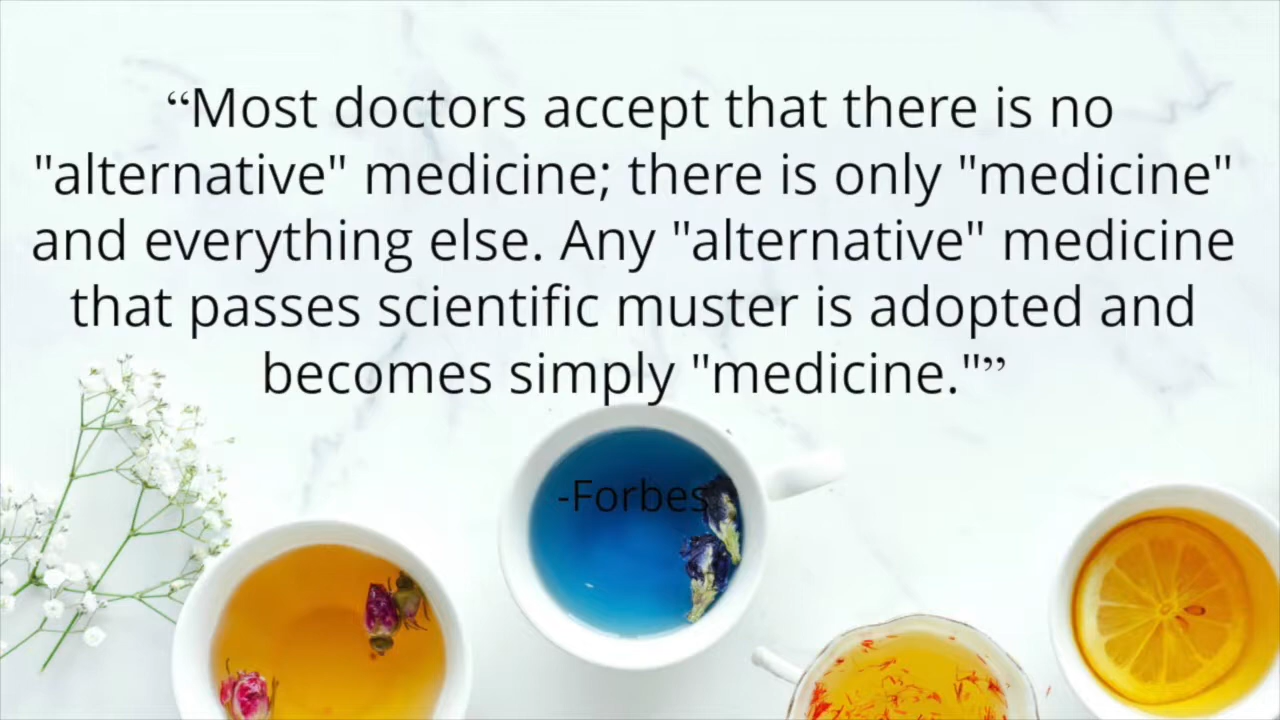 “Most doctors accept that there is no
"alternative" medicine; there is only "medicine"
and everything else. Any "alternative" medicine
that passes scientific muster is adopted and
becomes simply "medicine."”
-Forbes